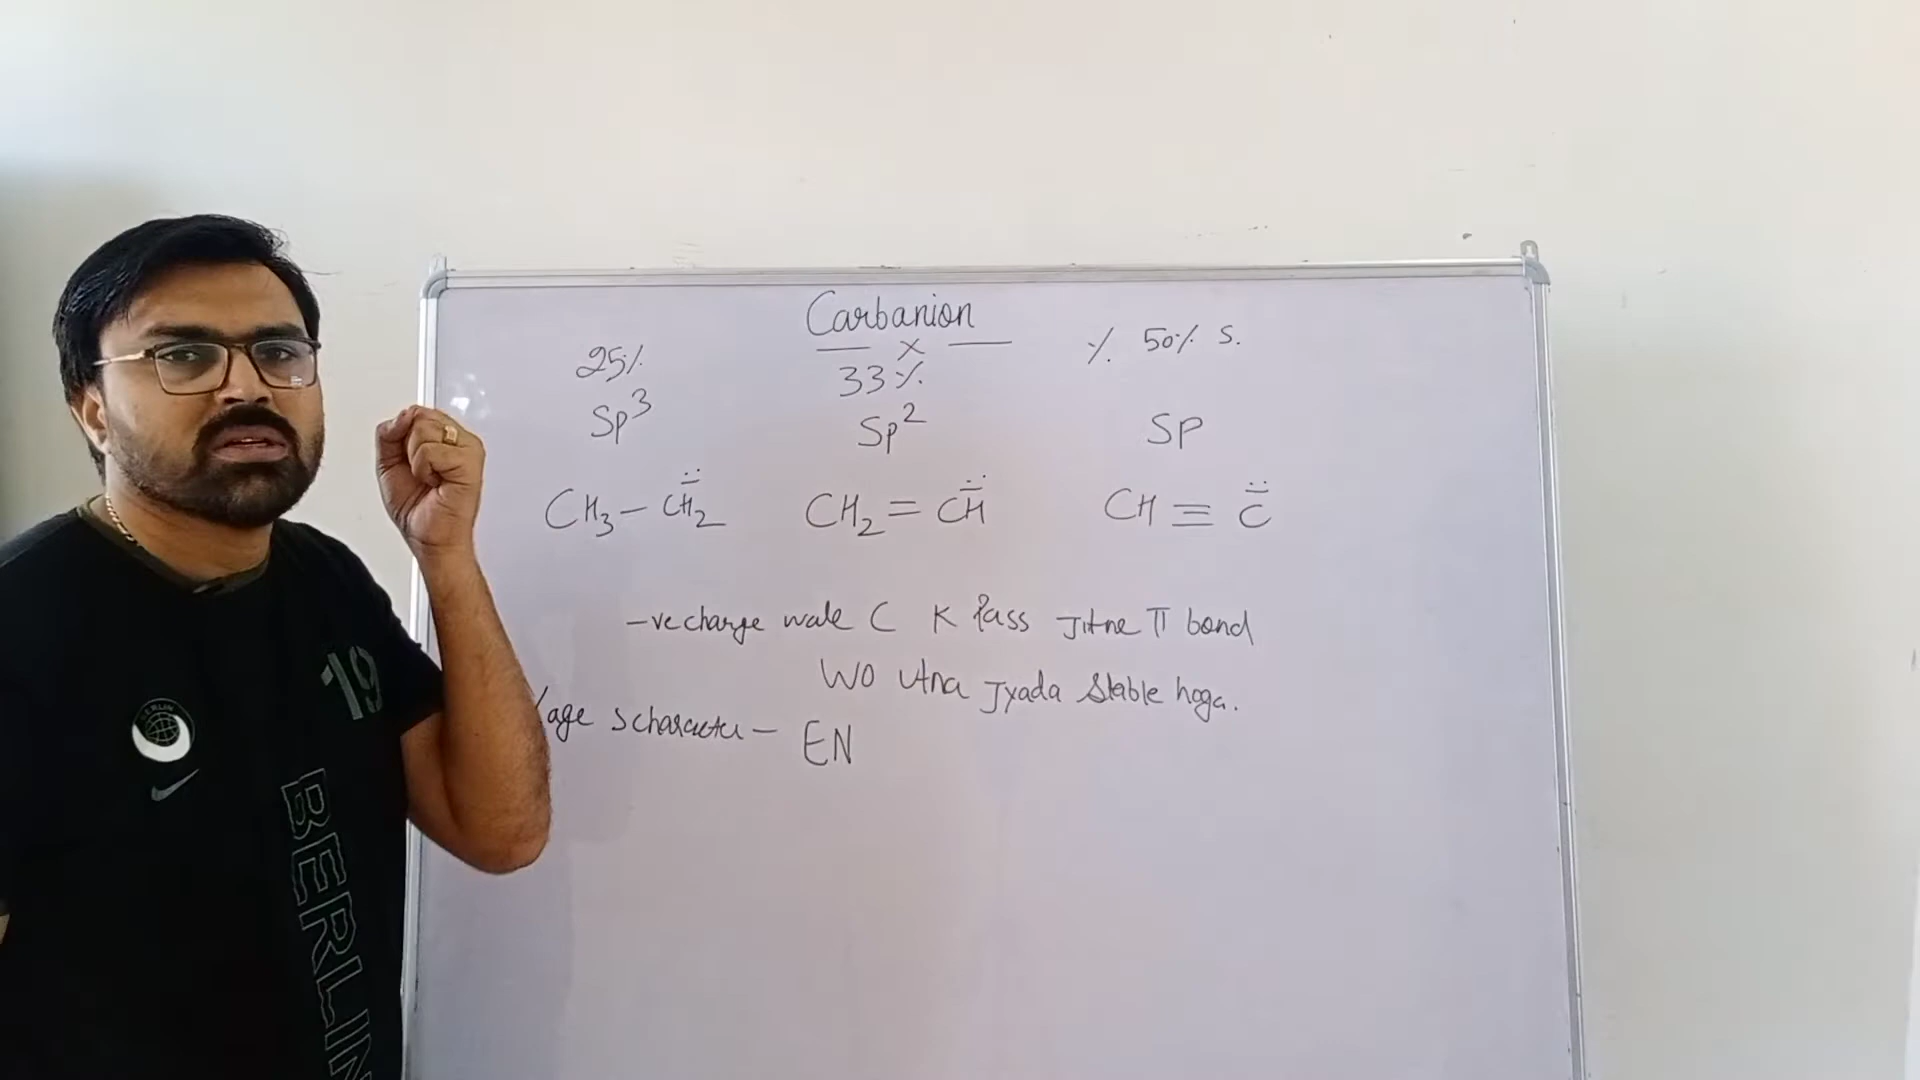 Carbanion
— x —
25% 33% % 50% S.
Sp³ Sp² SP
CH₃ – C̈̄H₂ CH₂ = C̈̄H CH ≡ C̈̄
-ve charge wale C K Pass Jitne π bond
WO Utna Jyada Stable hoga.
%age s character – EN
19
BERLIN
BERLIN